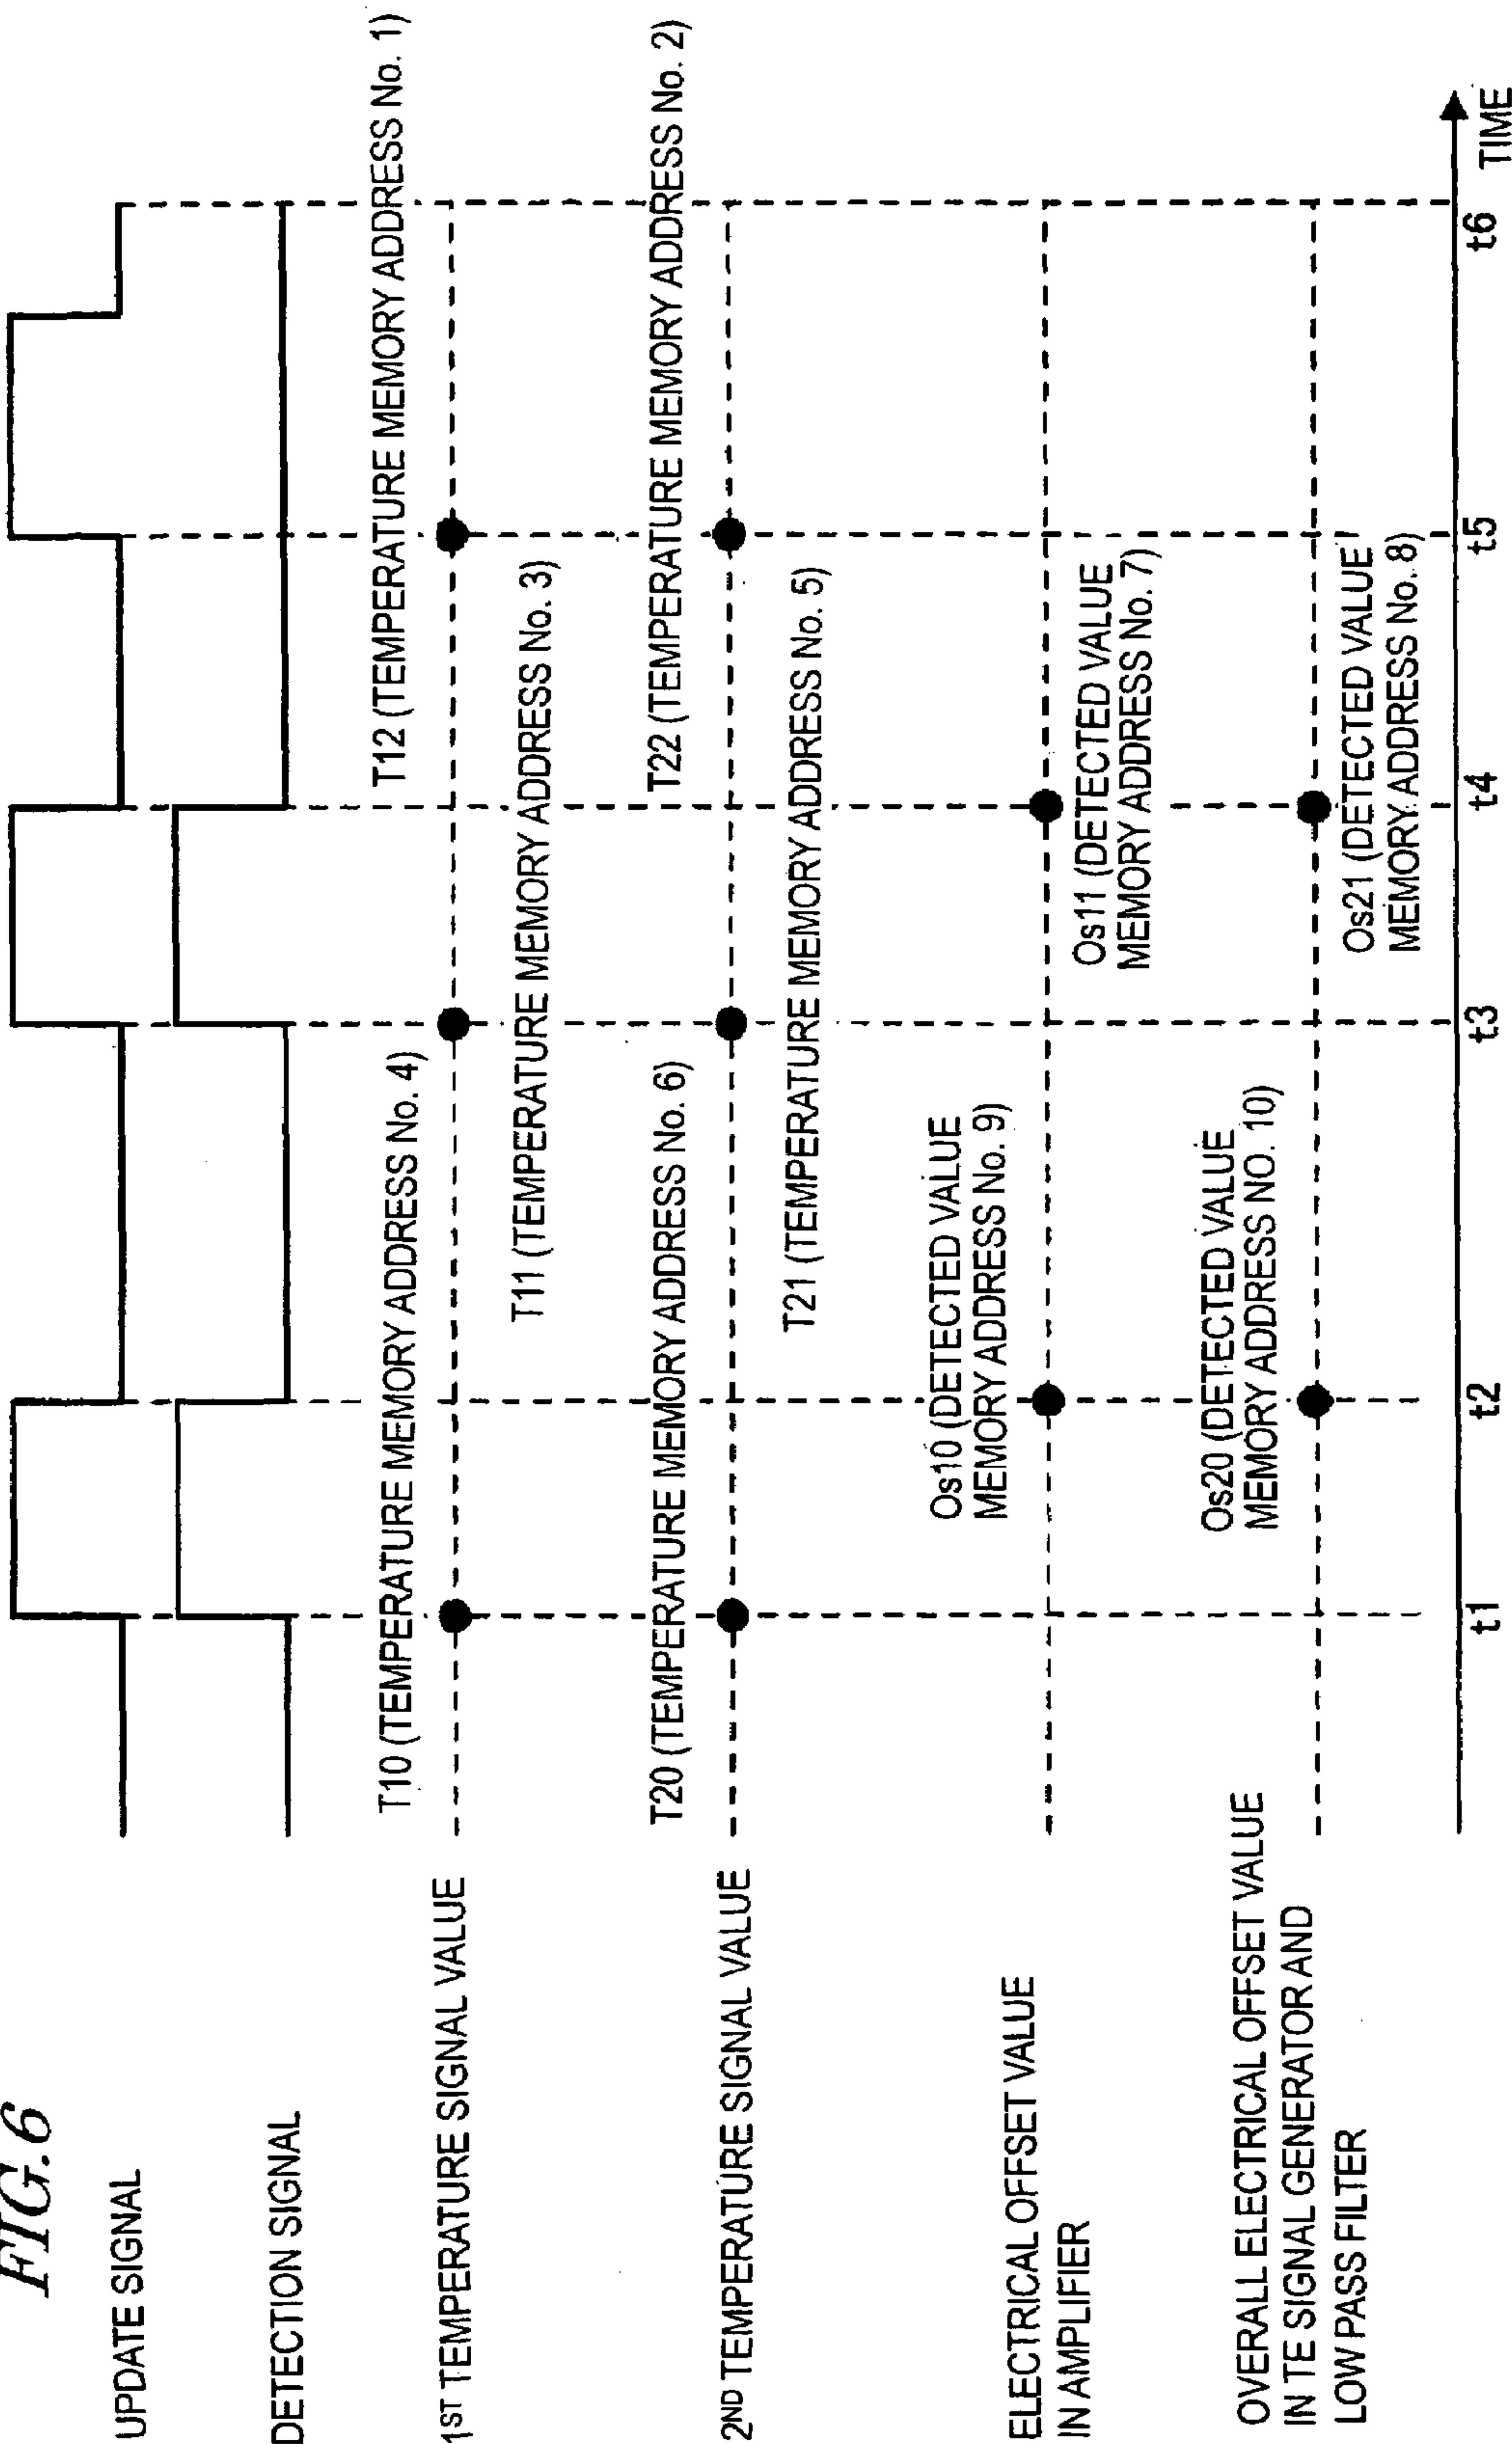 FIG.6
UPDATE SIGNAL
DETECTION SIGNAL
1ST TEMPERATURE SIGNAL VALUE
T10 (TEMPERATURE MEMORY ADDRESS No. 4)
T11 (TEMPERATURE MEMORY ADDRESS No. 3)
T12 (TEMPERATURE MEMORY ADDRESS No. 1)
2ND TEMPERATURE SIGNAL VALUE
T20 (TEMPERATURE MEMORY ADDRESS No. 6)
T21 (TEMPERATURE MEMORY ADDRESS No. 5)
T22 (TEMPERATURE MEMORY ADDRESS No. 2)
ELECTRICAL OFFSET VALUE
IN AMPLIFIER
Os10 (DETECTED VALUE
MEMORY ADDRESS No. 9)
Os11 (DETECTED VALUE
MEMORY ADDRESS No. 7)
OVERALL ELECTRICAL OFFSET VALUE
IN TE SIGNAL GENERATOR AND
LOW PASS FILTER
Os20 (DETECTED VALUE
MEMORY ADDRESS NO. 10)
Os21 (DETECTED VALUE
MEMORY ADDRESS No. 8)
t1
t2
t3
t4
t5
t6
TIME